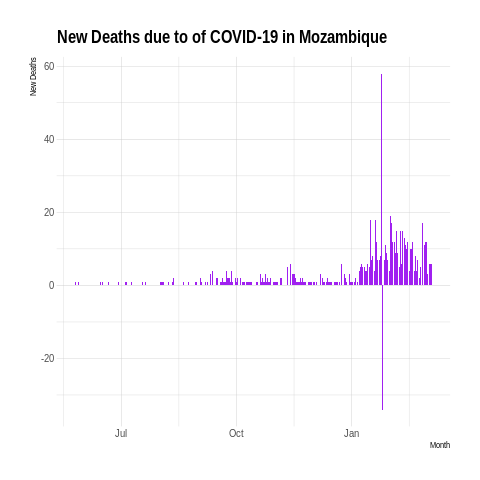 New Deaths due to of COVID-19 in Mozambique
New Deaths
60
40
20
0
-20
Jul
Oct
Jan
Month